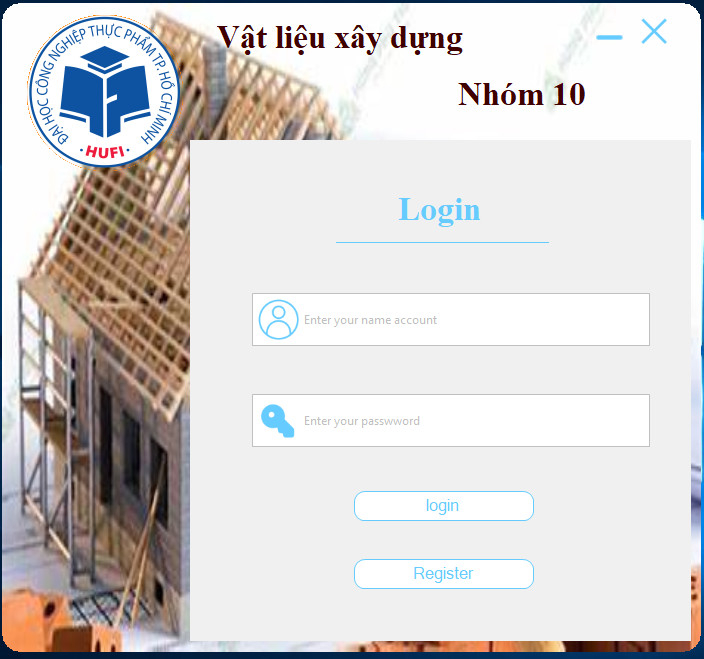 ĐẠI HỌC CÔNG NGHIỆP THỰC PHẨM TP. HỒ CHÍ MINH
HUFI
Vật liệu xây dựng
Nhóm 10
Login
Enter your name account
Enter your passwword
login
Register